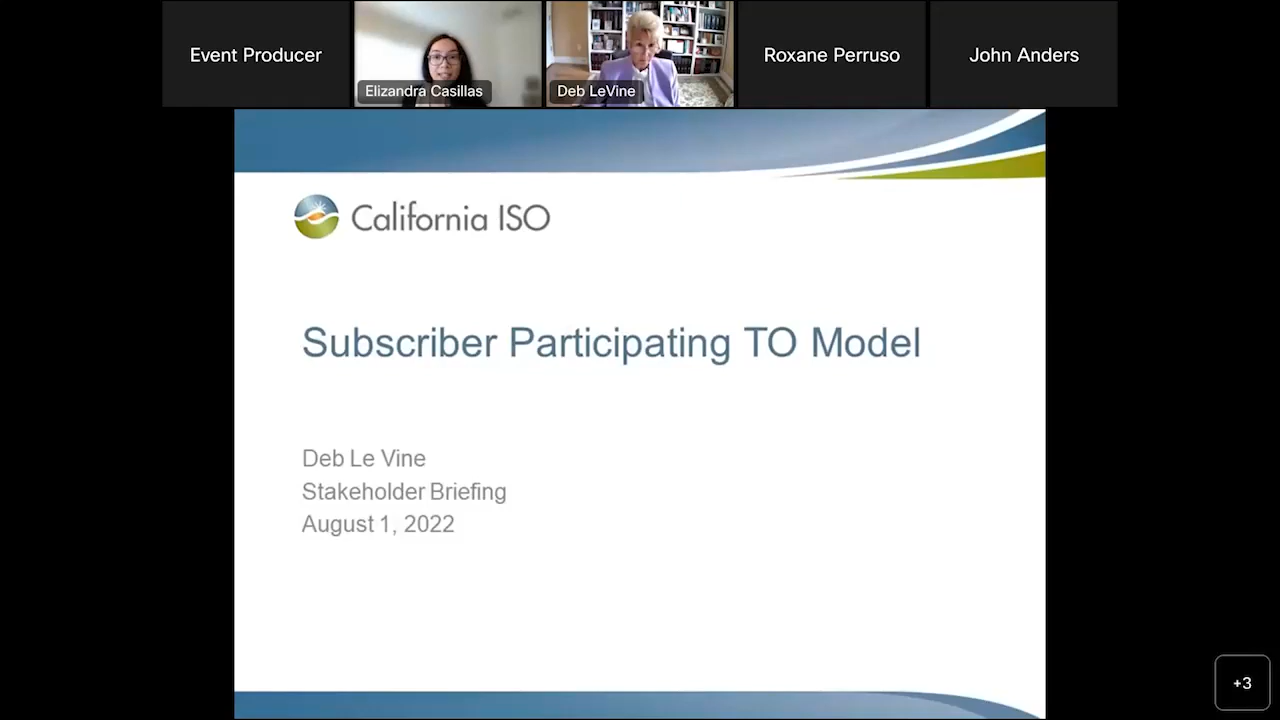 Event Producer
Elizandra Casillas
Deb LeVine
Roxane Perruso
John Anders
California ISO
Subscriber Participating TO Model
Deb Le Vine
Stakeholder Briefing
August 1, 2022
+3